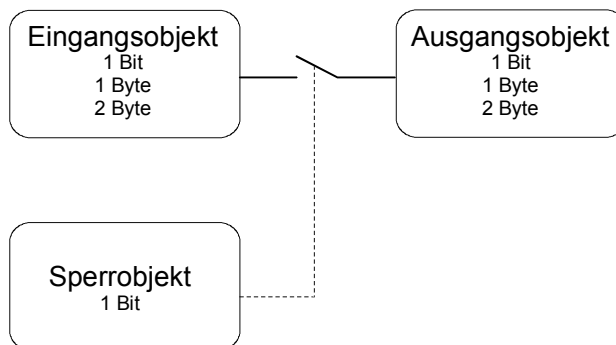 Eingangsobjekt
1 Bit
1 Byte
2 Byte
Ausgangsobjekt
1 Bit
1 Byte
2 Byte
Sperrobjekt
1 Bit